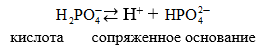 H₂PO₄⁻ ⇄ H⁺ + HPO₄²⁻
кислота сопряженное основание